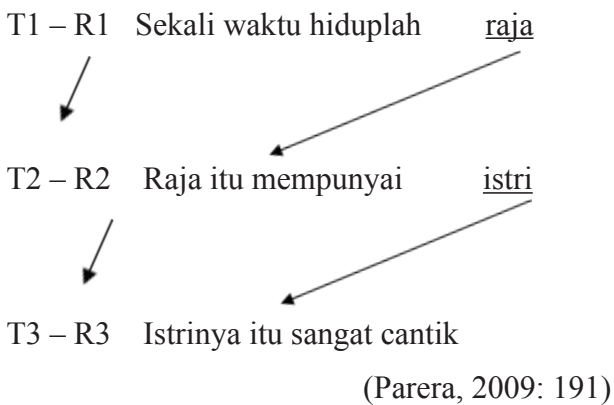 T1 – R1 Sekali waktu hiduplah raja
T2 – R2 Raja itu mempunyai istri
T3 – R3 Istrinya itu sangat cantik
(Parera, 2009: 191)